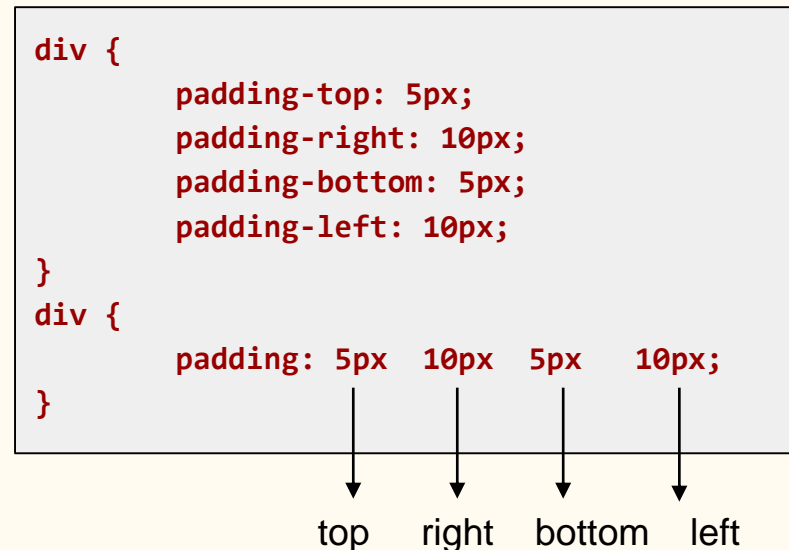 div {
padding-top: 5px;
padding-right: 10px;
padding-bottom: 5px;
padding-left: 10px;
}
div {
padding: 5px 10px 5px 10px;
}
top right bottom left